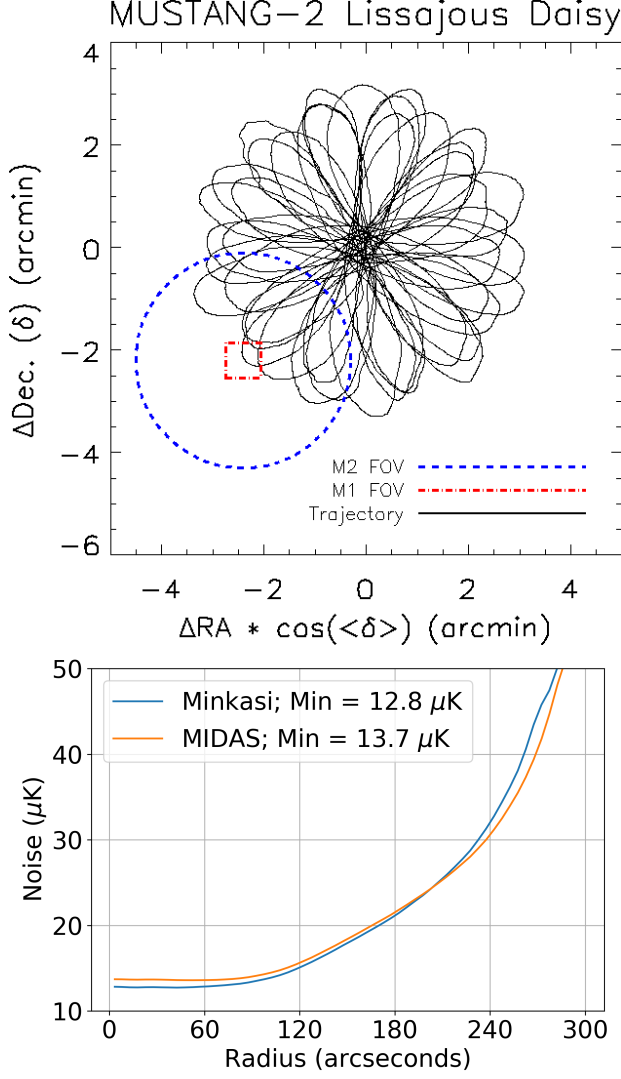 MUSTANG−2 Lissajous Daisy
4
2
0
−2
−4
−6
ΔDec. (δ) (arcmin)
M2 FOV
M1 FOV
Trajectory
−4 −2 0 2 4
ΔRA * cos(<δ>) (arcmin)
50
40
30
20
10
Noise (μK)
Minkasi; Min = 12.8 μK
MIDAS; Min = 13.7 μK
0 60 120 180 240 300
Radius (arcseconds)